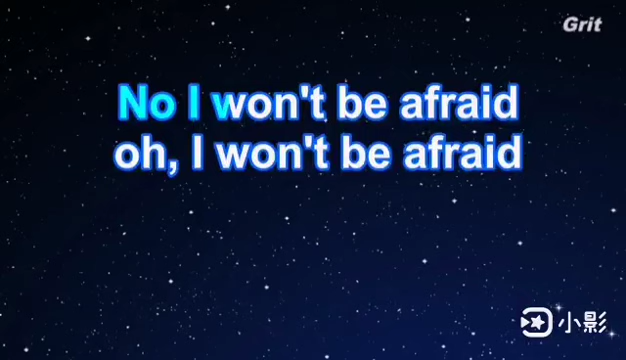 Grit
No I won't be afraid
oh, I won't be afraid
小影